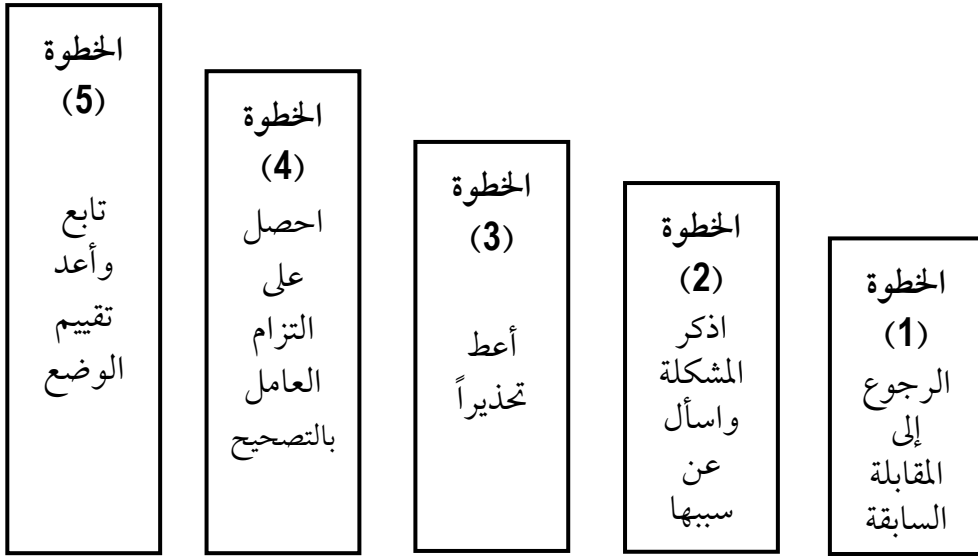 الخطوة
(1)
الرجوع
إلى
المقابلة
السابقة
الخطوة
(2)
اذكر
المشكلة
واسأل
عن
سببها
الخطوة
(3)
أعط
تحذيراً
الخطوة
(4)
احصل
على
التزام
العامل
بالتصحيح
الخطوة
(5)
تابع
وأعد
تقييم
الوضع